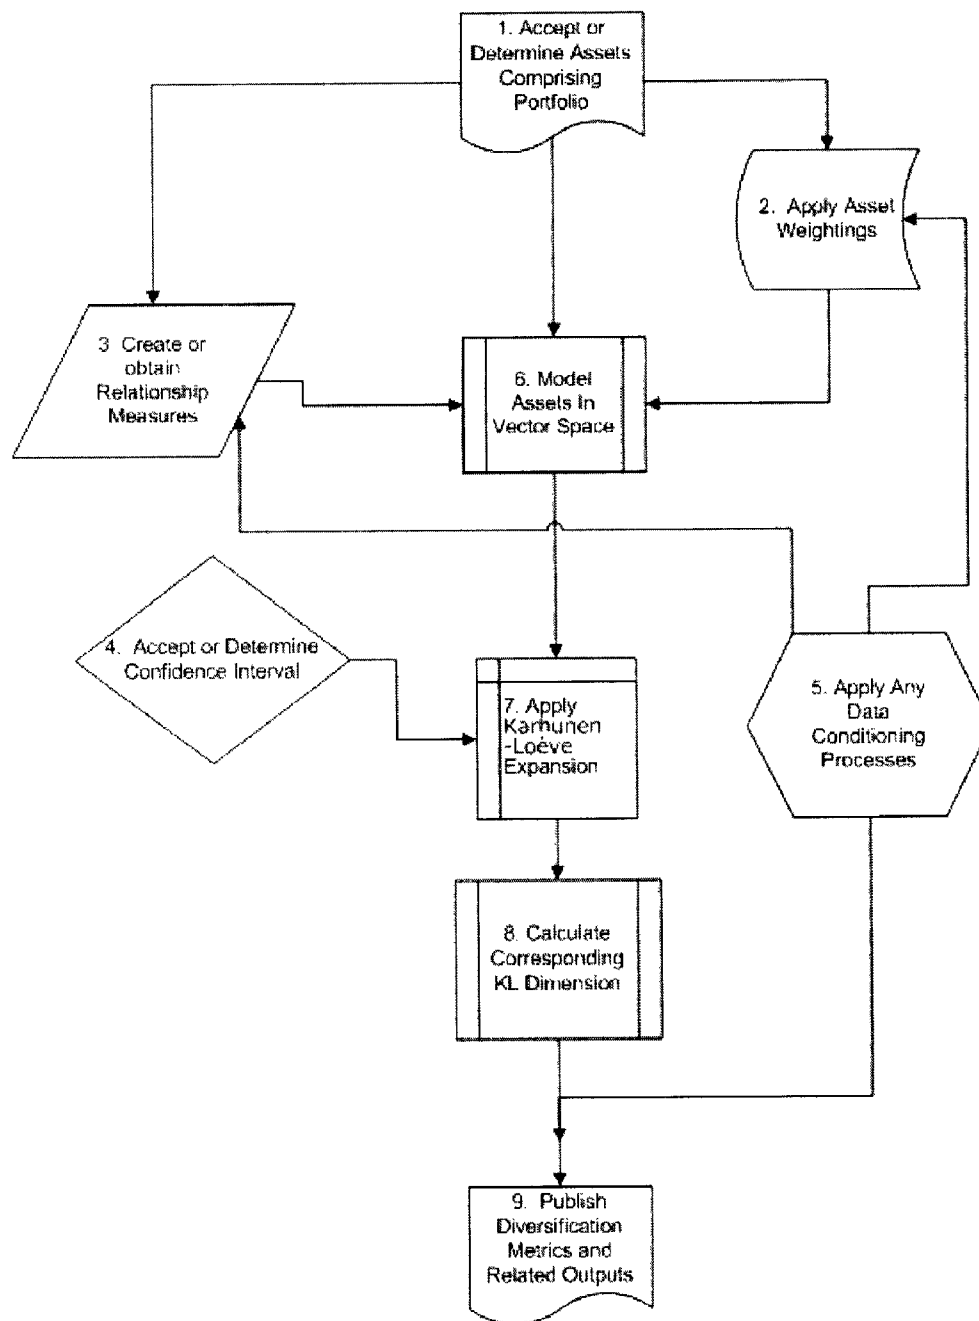 1. Accept or
Determine Assets
Comprising
Portfolio
2. Apply Asset
Weightings
3 Create or
obtain
Relationship
Measures
6. Model
Assets In
Vector Space
4. Accept or Determine
Confidence Interval
7. Apply
Karhunen
-Loéve
Expansion
5. Apply Any
Data
Conditioning
Processes
8. Calculate
Corresponding
KL Dimension
9. Publish
Diversification
Metrics and
Related Outputs